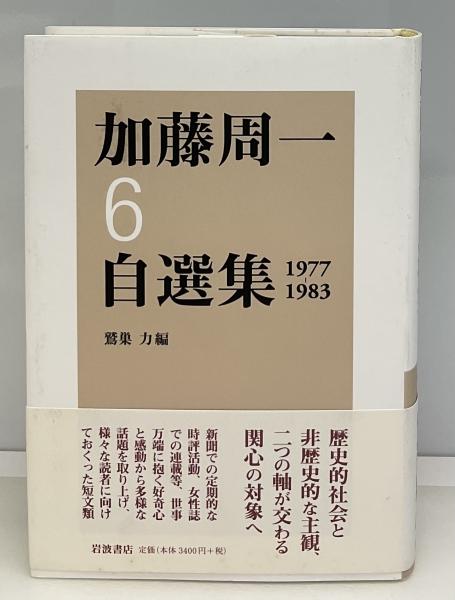 加藤周一
6
自選集
1977
-
1983
鷲巣 力編
歴史的社会と
非歴史的な主観、
二つの軸が交わる
関心の対象へ
新聞での定期的な
時評活動、女性誌
での連載等、世事
万端に抱く好奇心
と感動から多様な
話題を取り上げ、
様々な読者に向け
ておくった短文類
岩波書店 定価(本体 3400円+税)